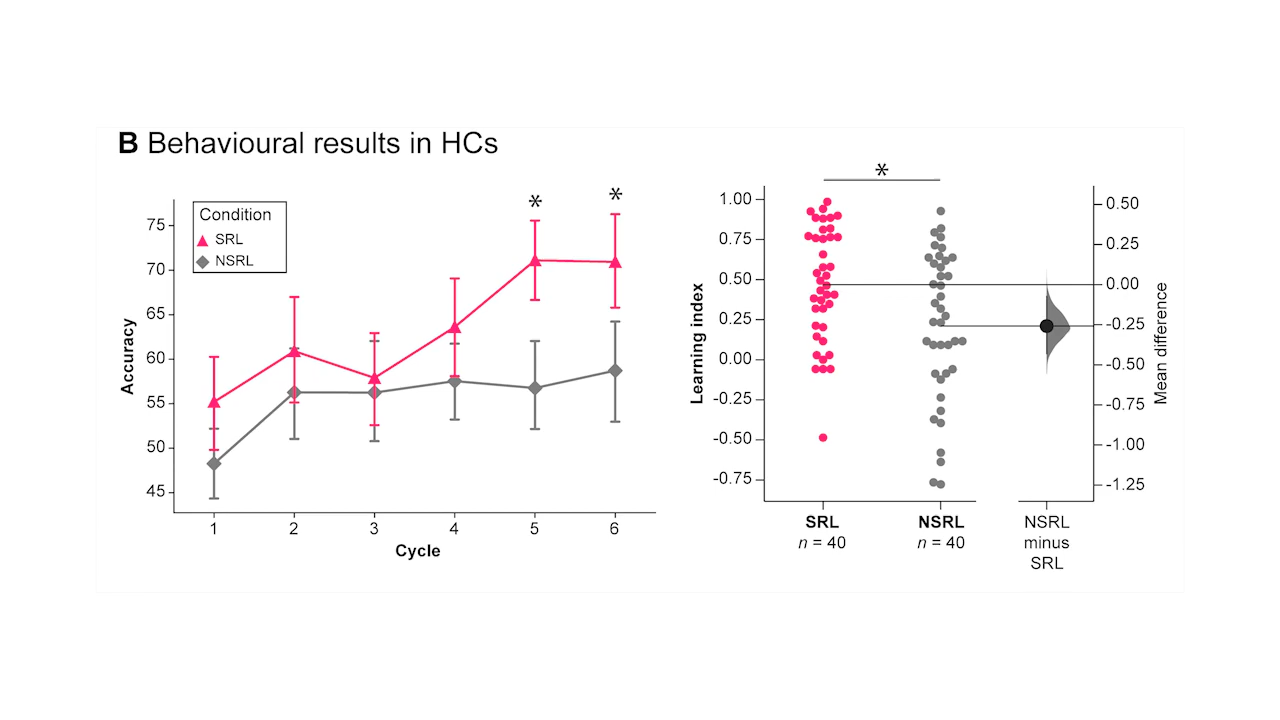 B Behavioural results in HCs
* *
Condition
SRL
NSRL
75
70
65
60
55
50
45
Accuracy
1 2 3 4 5 6
Cycle
*
1.00
0.75
0.50
0.25
0.00
-0.25
-0.50
-0.75
Learning index
SRL
n = 40
NSRL
n = 40
NSRL
minus
SRL
0.50
0.25
0.00
-0.25
-0.50
-0.75
-1.00
-1.25
Mean difference